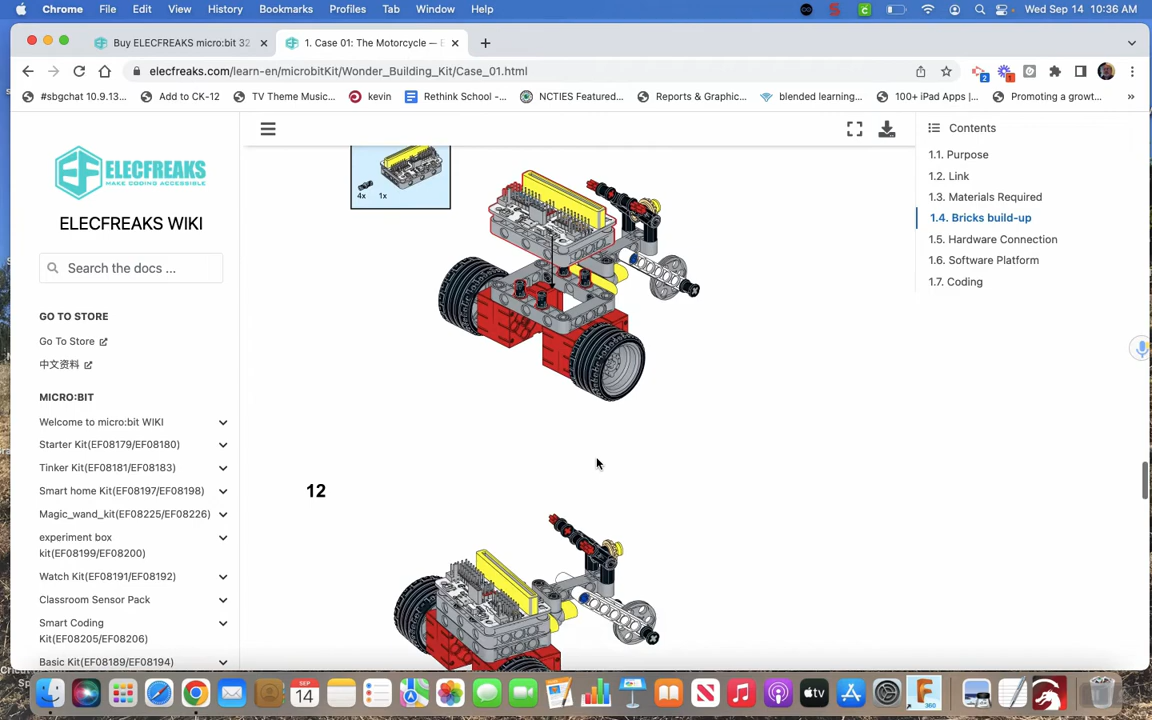 Chrome File Edit View History Bookmarks Profiles Tab Window Help Wed Sep 14 10:36 AM
Buy ELECFREAKS micro:bit 32 1. Case 01: The Motorcycle — E
elecfreaks.com/learn-en/microbitKit/Wonder_Building_Kit/Case_01.html
#sbgchat 10.9.13... Add to CK-12 TV Theme Music... kevin Rethink School -... NCTIES Featured... Reports & Graphic... blended learning... 100+ iPad Apps |... Promoting a growt... »
ELECFREAKS
MAKE CODING ACCESSIBLE
ELECFREAKS WIKI
Search the docs ...
GO TO STORE
Go To Store
中文资料
MICRO:BIT
Welcome to micro:bit WIKI
Starter Kit(EF08179/EF08180)
Tinker Kit(EF08181/EF08183)
Smart home Kit(EF08197/EF08198)
Magic_wand_kit(EF08225/EF08226)
experiment box
kit(EF08199/EF08200)
Watch Kit(EF08191/EF08192)
Classroom Sensor Pack
Smart Coding
Kit(EF08205/EF08206)
Basic Kit(EF08189/EF08194)
4x 1x
12
Contents
1.1. Purpose
1.2. Link
1.3. Materials Required
1.4. Bricks build-up
1.5. Hardware Connection
1.6. Software Platform
1.7. Coding
2
1
SEP
14
tv
360